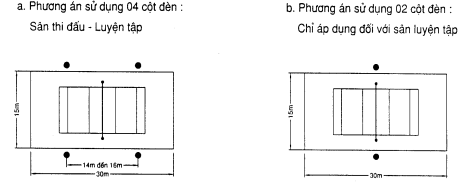 a. Phương án sử dụng 04 cột đèn :
Sân thi đấu - Luyện tập
15m
14m đến 16m
30m
b. Phương án sử dụng 02 cột đèn :
Chỉ áp dụng đối với sân luyện tập
15m
30m